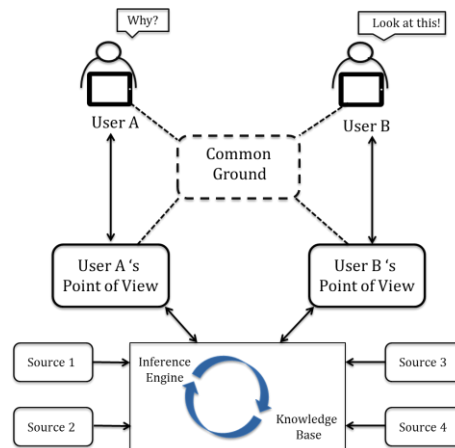 Why?
Look at this!
User A
User B
Common
Ground
User A 's
Point of View
User B 's
Point of View
Source 1
Inference
Engine
Source 3
Source 2
Knowledge
Base
Source 4